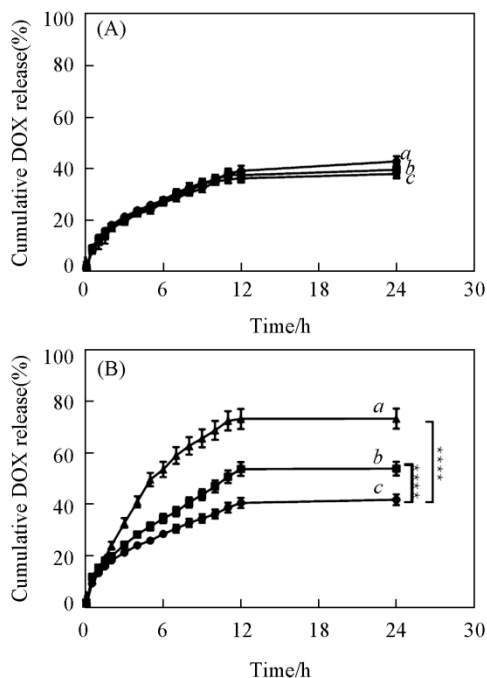 (A)
Cumulative DOX release(%)
100
80
60
40
20
0
a
b
c
0 6 12 18 24 30
Time/h
(B)
Cumulative DOX release(%)
100
80
60
40
20
0
a
b
c
****
****
0 6 12 18 24 30
Time/h